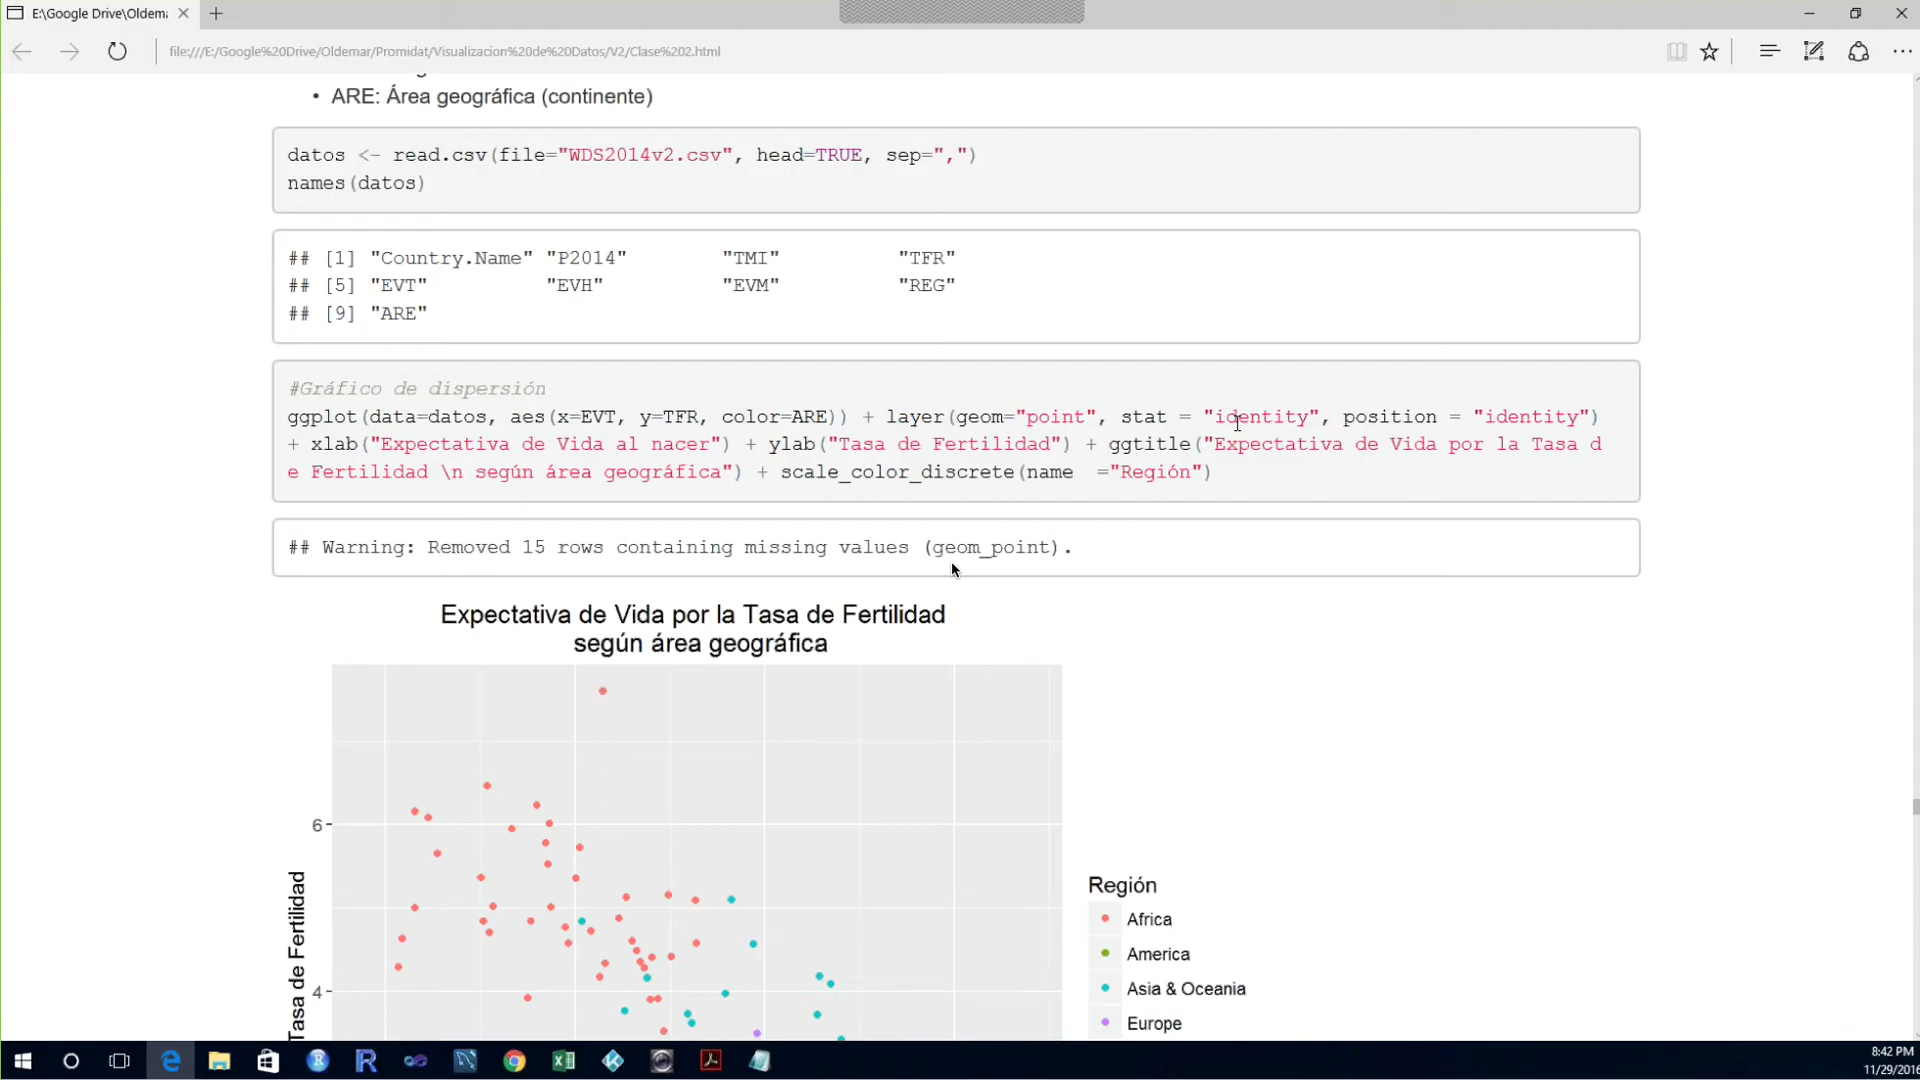 E:\Google Drive\Oldema
file:///E:/Google%20Drive/Oldemar/Promidat/Visualizacion%20de%20Datos/V2/Clase%202.html
• ARE: Área geográfica (continente)
datos <- read.csv(file="WDS2014v2.csv", head=TRUE, sep=",")
names(datos)
## [1] "Country.Name" "P2014" "TMI" "TFR"
## [5] "EVT" "EVH" "EVM" "REG"
## [9] "ARE"
#Gráfico de dispersión
ggplot(data=datos, aes(x=EVT, y=TFR, color=ARE)) + layer(geom="point", stat = "identity", position = "identity")
+ xlab("Expectativa de Vida al nacer") + ylab("Tasa de Fertilidad") + ggtitle("Expectativa de Vida por la Tasa d
e Fertilidad \n según área geográfica") + scale_color_discrete(name  ="Región")
## Warning: Removed 15 rows containing missing values (geom_point).
Expectativa de Vida por la Tasa de Fertilidad
según área geográfica
6
4
Tasa de Fertilidad
Región
Africa
America
Asia & Oceania
Europe
8:42 PM
11/29/201